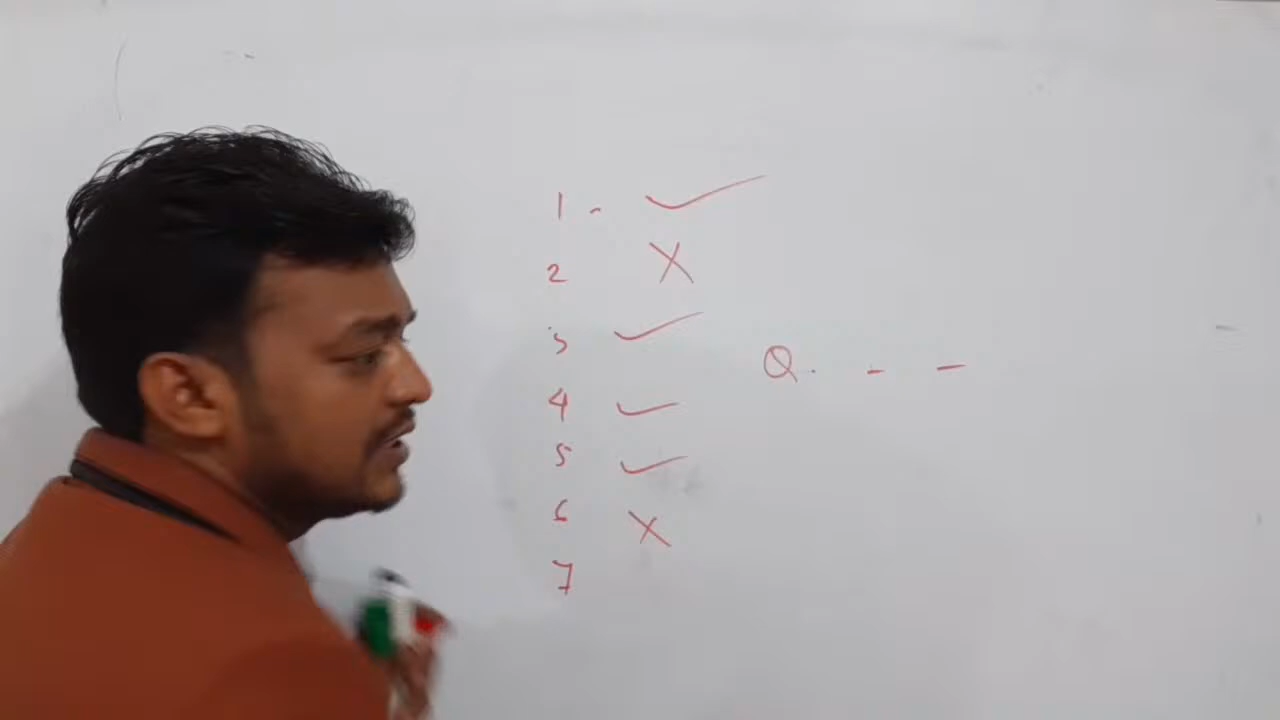 1. ✓
2 X
3 ✓
Q. - -
4 ✓
5 ✓
6 X
7